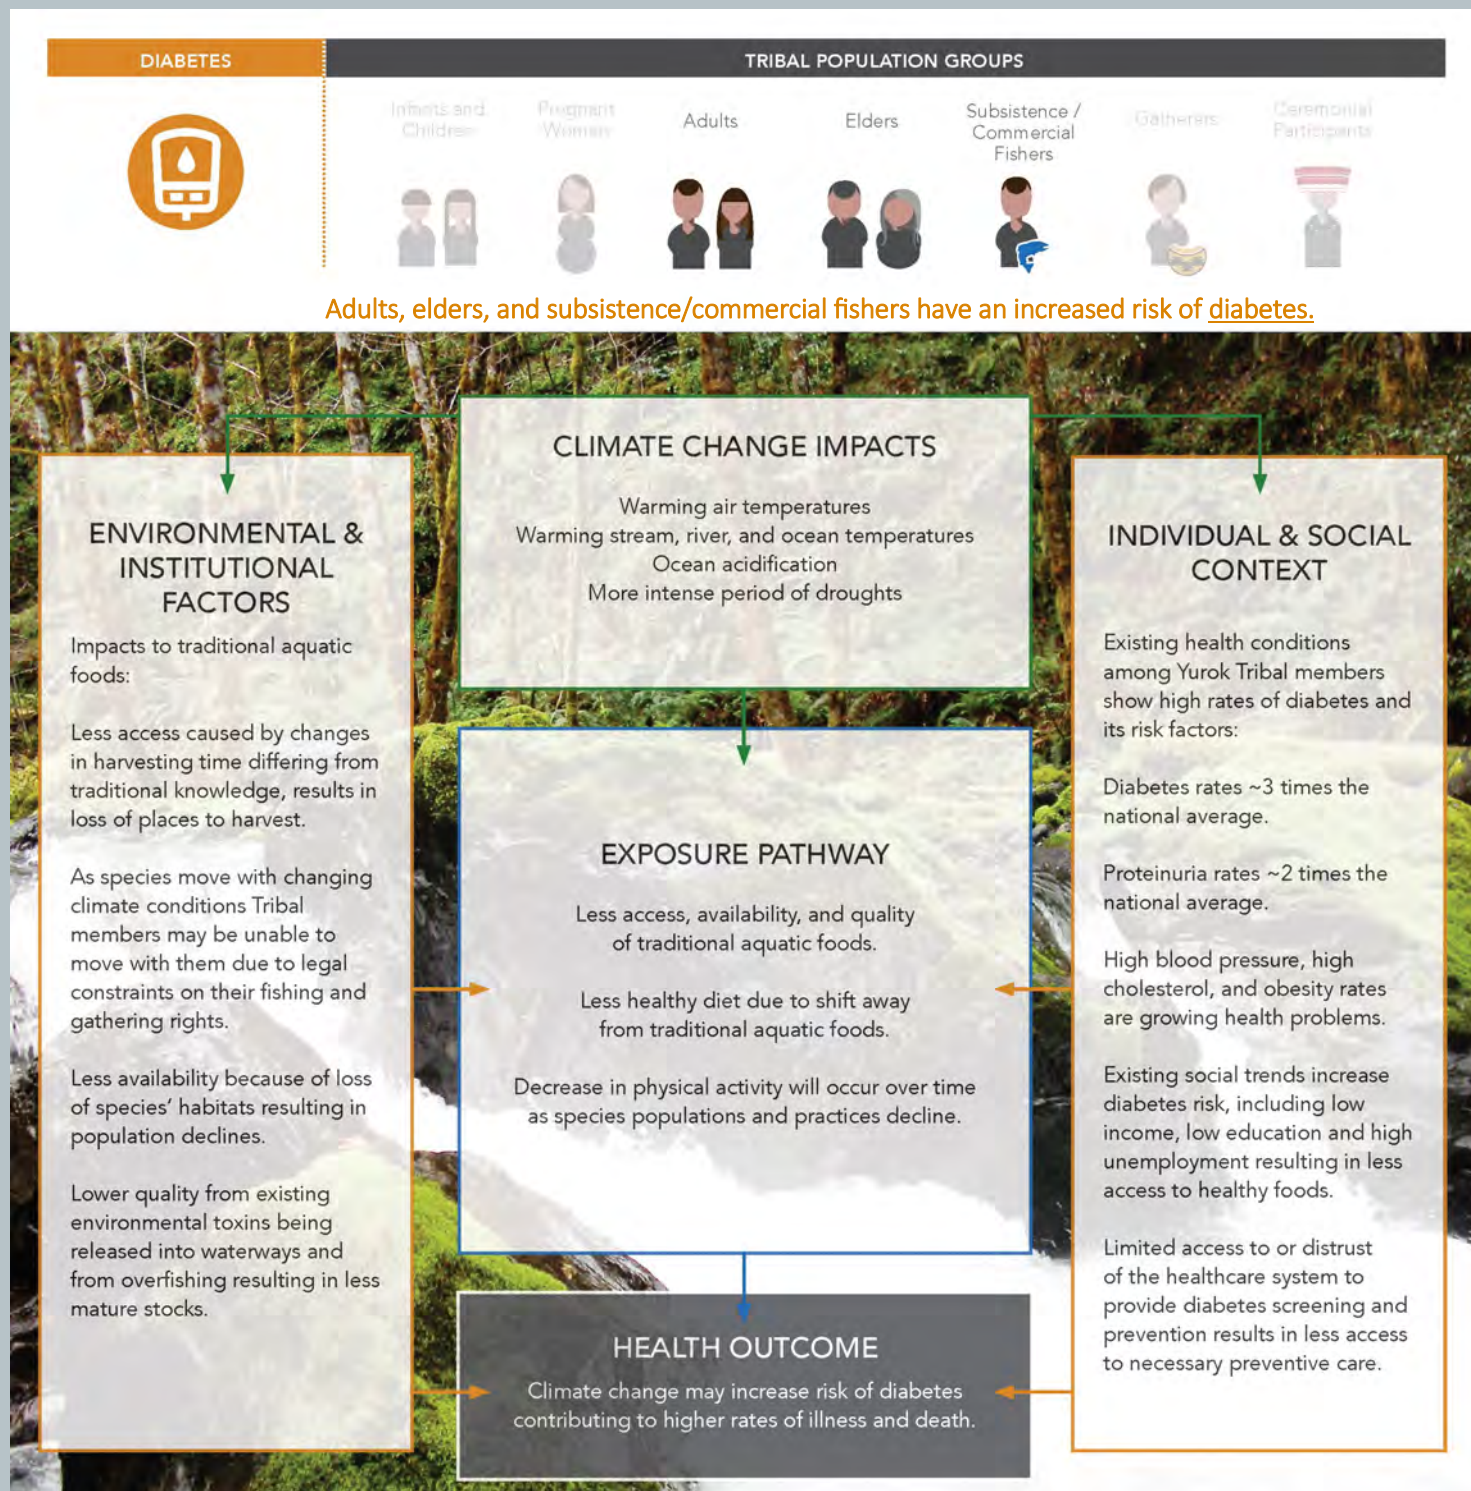 DIABETES
TRIBAL POPULATION GROUPS
Infants and
Children
Pregnant
Women
Adults
Elders
Subsistence /
Commercial
Fishers
Gatherers
Ceremonial
Participants
Adults, elders, and subsistence/commercial fishers have an increased risk of diabetes.
CLIMATE CHANGE IMPACTS
Warming air temperatures
Warming stream, river, and ocean temperatures
Ocean acidification
More intense period of droughts
ENVIRONMENTAL &
INSTITUTIONAL
FACTORS
Impacts to traditional aquatic
foods:
Less access caused by changes
in harvesting time differing from
traditional knowledge, results in
loss of places to harvest.
As species move with changing
climate conditions Tribal
members may be unable to
move with them due to legal
constraints on their fishing and
gathering rights.
Less availability because of loss
of species' habitats resulting in
population declines.
Lower quality from existing
environmental toxins being
released into waterways and
from overfishing resulting in less
mature stocks.
EXPOSURE PATHWAY
Less access, availability, and quality
of traditional aquatic foods.
Less healthy diet due to shift away
from traditional aquatic foods.
Decrease in physical activity will occur over time
as species populations and practices decline.
INDIVIDUAL & SOCIAL
CONTEXT
Existing health conditions
among Yurok Tribal members
show high rates of diabetes and
its risk factors:
Diabetes rates ~3 times the
national average.
Proteinuria rates ~2 times the
national average.
High blood pressure, high
cholesterol, and obesity rates
are growing health problems.
Existing social trends increase
diabetes risk, including low
income, low education and high
unemployment resulting in less
access to healthy foods.
Limited access to or distrust
of the healthcare system to
provide diabetes screening and
prevention results in less access
to necessary preventive care.
HEALTH OUTCOME
Climate change may increase risk of diabetes
contributing to higher rates of illness and death.